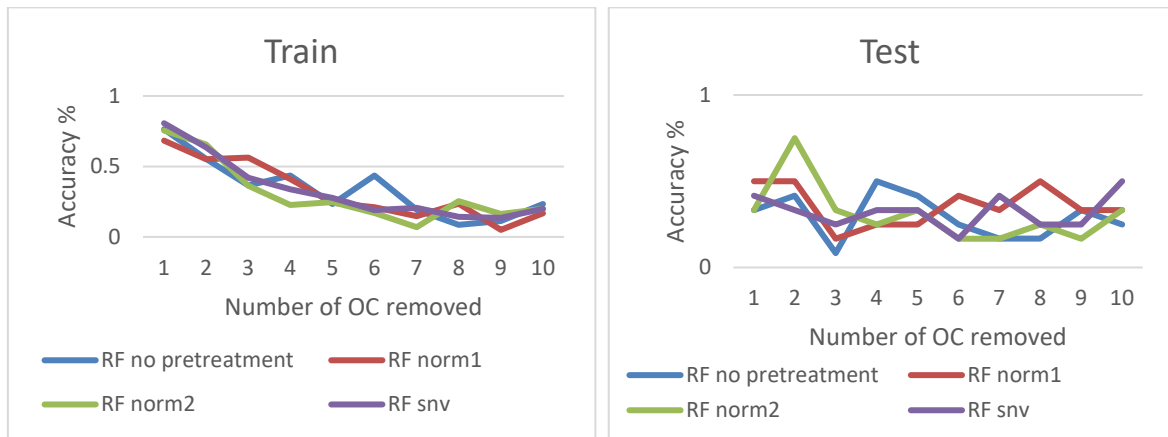 Train
Accuracy %
1
0.5
0
1 2 3 4 5 6 7 8 9 10
Number of OC removed
RF no pretreatment RF norm1
RF norm2 RF snv
Test
Accuracy %
1
0
1 2 3 4 5 6 7 8 9 10
Number of OC removed
RF no pretreatment RF norm1
RF norm2 RF snv